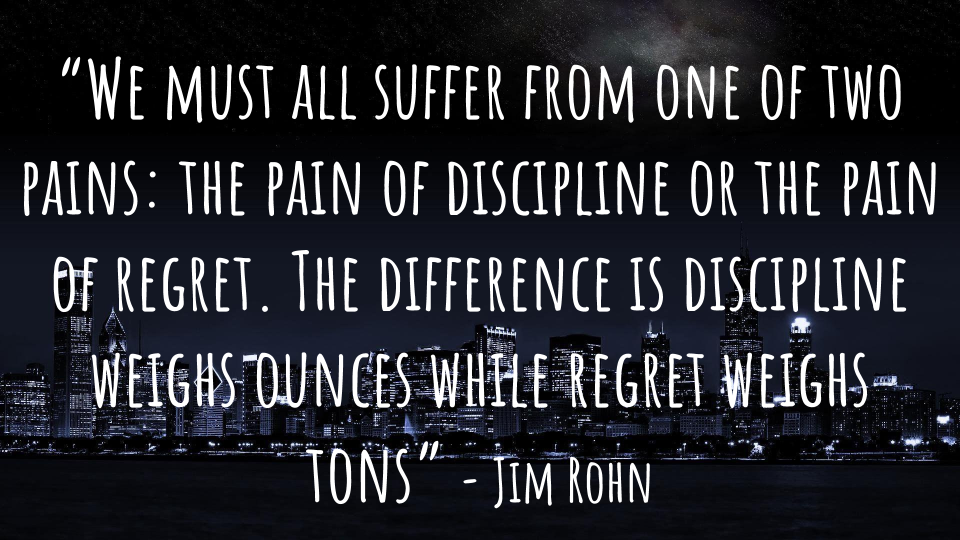 “We must all suffer from one of two
pains: the pain of discipline or the pain
of regret. The difference is discipline
weighs ounces while regret weighs
tons” - Jim Rohn